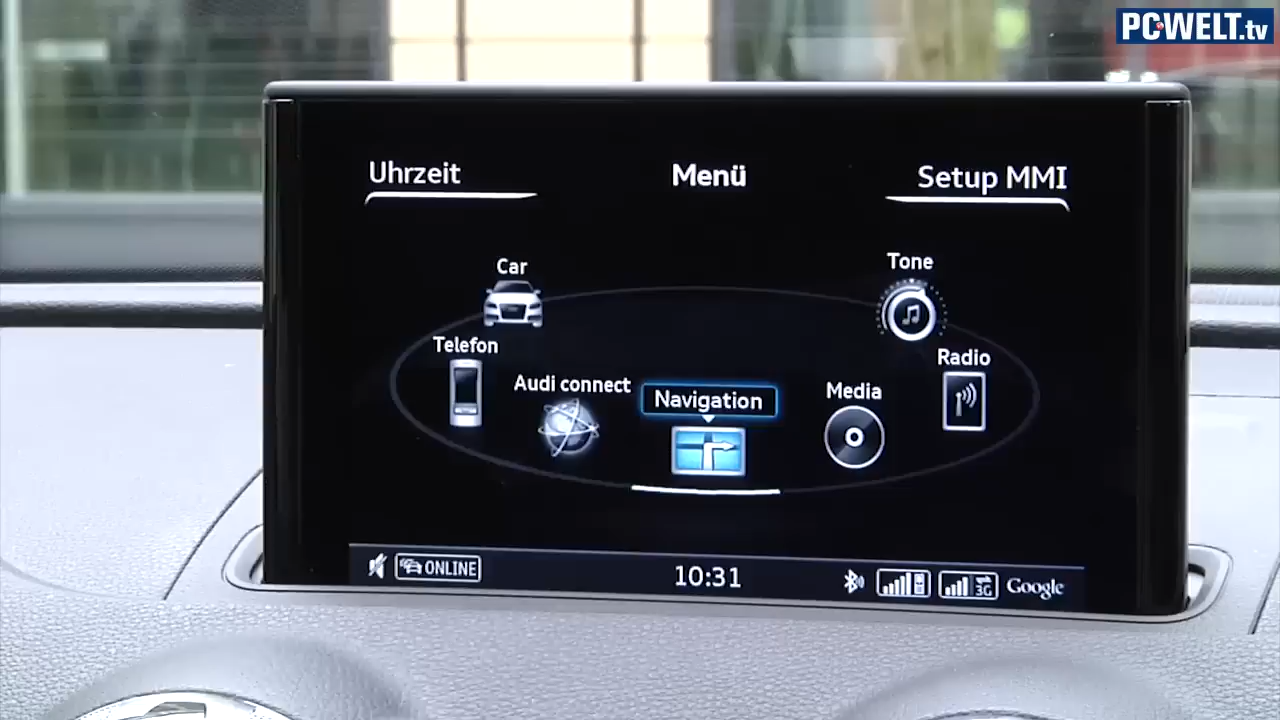 PCWELT.tv
Uhrzeit
Menü
Setup MMI
Car
Tone
Telefon
Radio
Audi connect
Navigation
Media
ONLINE
10:31
3G
Google